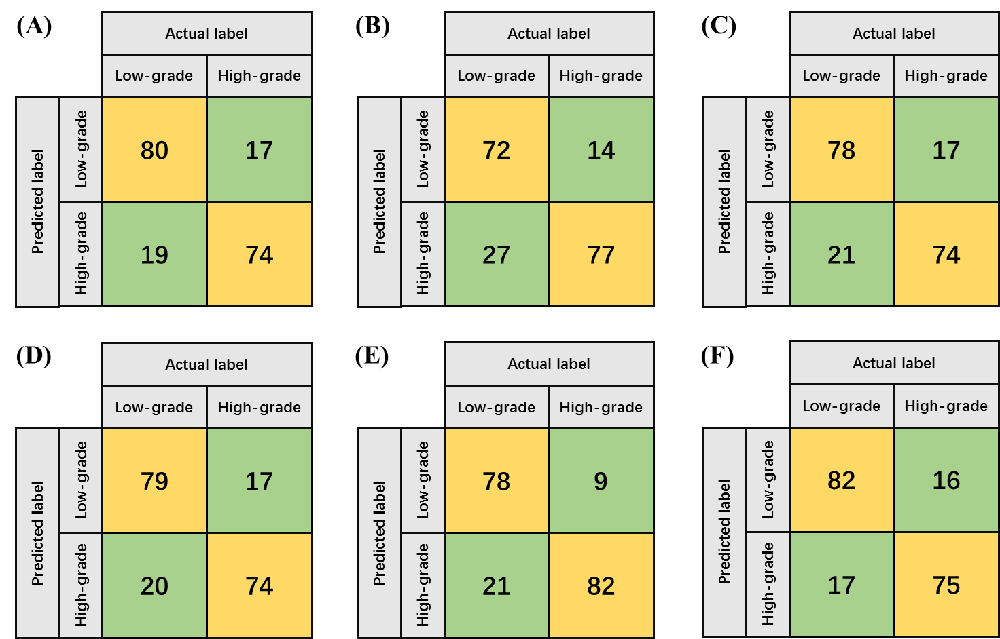 (A)
Actual label
Low-grade High-grade
Predicted label
Low-grade
80 17
High-grade
19 74
(B)
Actual label
Low-grade High-grade
Predicted label
Low-grade
72 14
High-grade
27 77
(C)
Actual label
Low-grade High-grade
Predicted label
Low-grade
78 17
High-grade
21 74
(D)
Actual label
Low-grade High-grade
Predicted label
Low-grade
79 17
High-grade
20 74
(E)
Actual label
Low-grade High-grade
Predicted label
Low-grade
78 9
High-grade
21 82
(F)
Actual label
Low-grade High-grade
Predicted label
Low-grade
82 16
High-grade
17 75